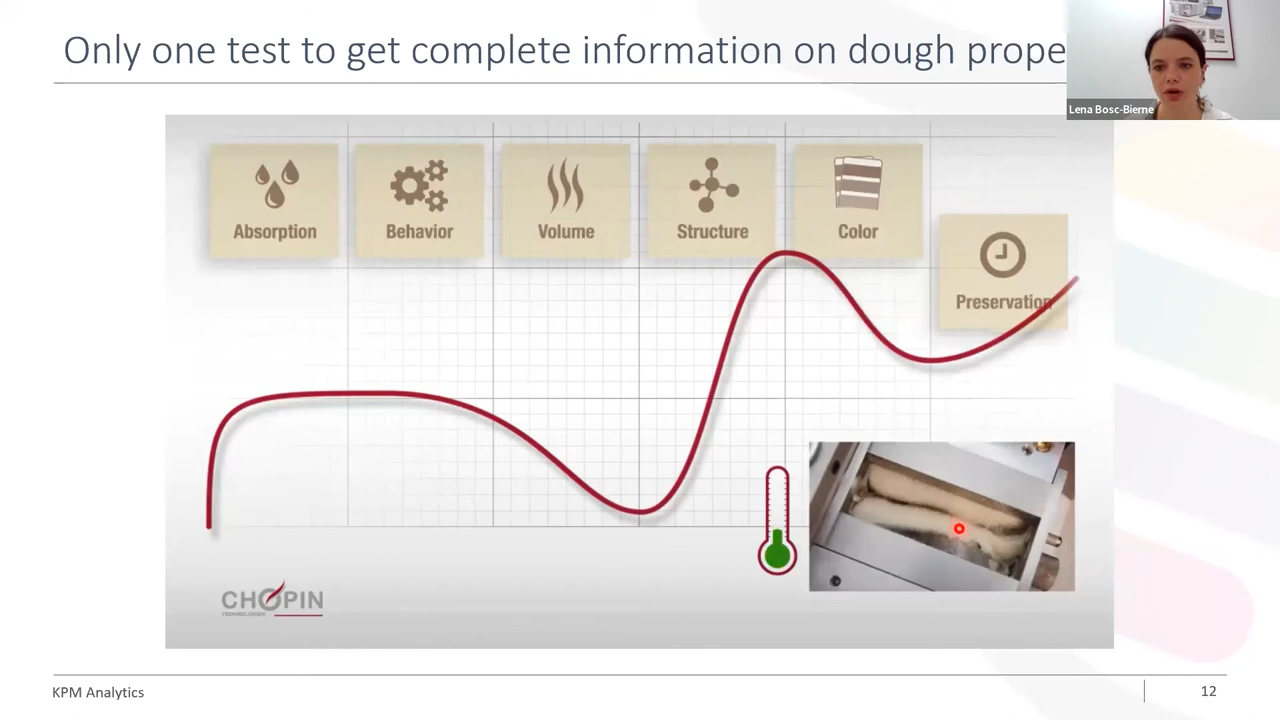 Only one test to get complete information on dough prope
Lena Bosc-Bierne
Absorption
Behavior
Volume
Structure
Color
Preservation
CHOPIN
TECHNOLOGIES
KPM Analytics
12